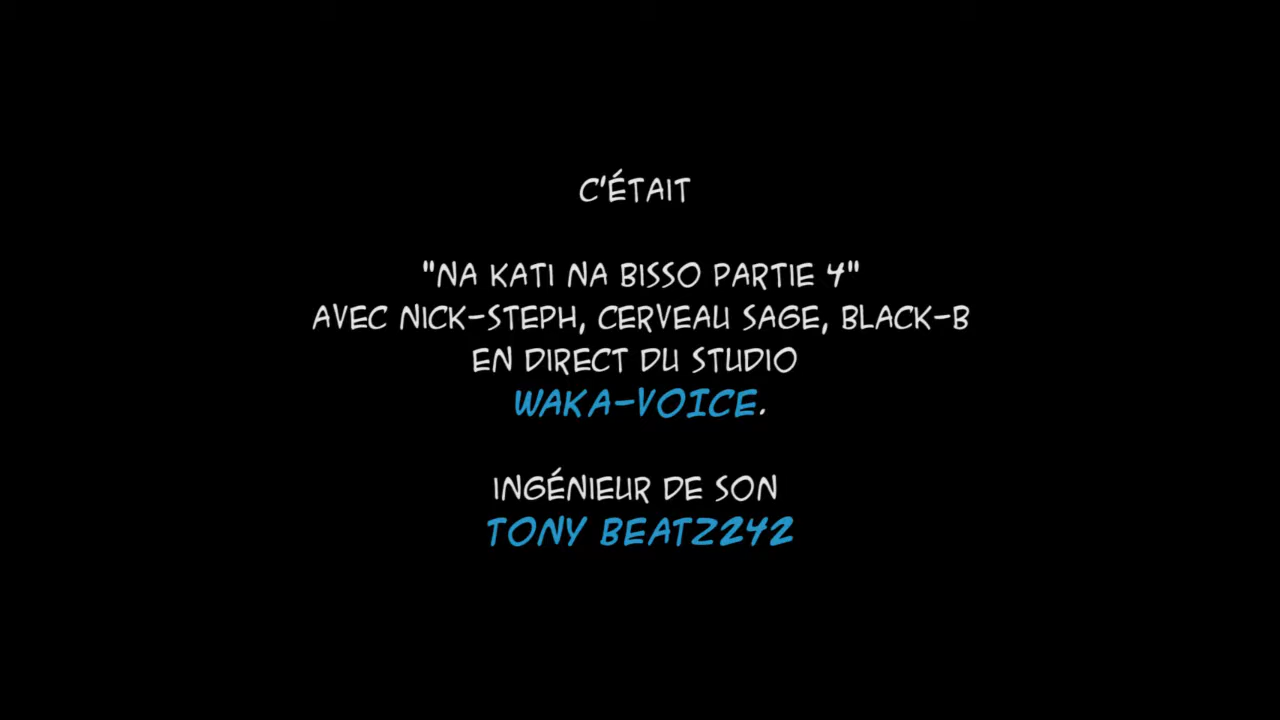 C'ÉTAIT
"NA KATI NA BISSO PARTIE 4"
AVEC NICK-STEPH, CERVEAU SAGE, BLACK-B
EN DIRECT DU STUDIO
WAKA-VOICE.
INGÉNIEUR DE SON
TONY BEATZ242